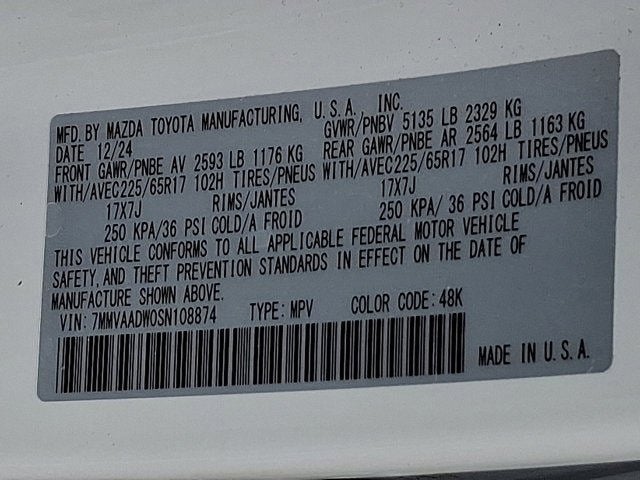 MFD. BY MAZDA TOYOTA MANUFACTURING, U.S.A., INC.
DATE 12/24 GVWR/PNBV 5135 LB 2329 KG
FRONT GAWR/PNBE AV 2593 LB 1176 KG REAR GAWR/PNBE AR 2564 LB 1163 KG
WITH/AVEC225/65R17 102H TIRES/PNEUS WITH/AVEC225/65R17 102H TIRES/PNEUS
17X7J RIMS/JANTES 17X7J RIMS/JANTES
250 KPA/36 PSI COLD/A FROID 250 KPA/ 36 PSI COLD/A FROID
THIS VEHICLE CONFORMS TO ALL APPLICABLE FEDERAL MOTOR VEHICLE
SAFETY, AND THEFT PREVENTION STANDARDS IN EFFECT ON THE DATE OF
MANUFACTURE SHOWN ABOVE.
VIN: 7MMVAADW0SN108874 TYPE: MPV COLOR CODE: 48K
MADE IN U.S.A.